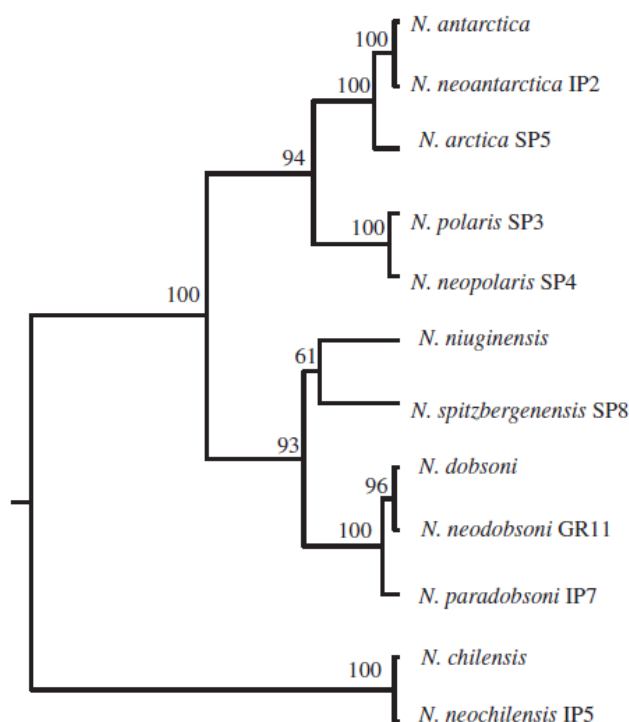 N. antarctica
100
N. neoantarctica IP2
100
N. arctica SP5
94
N. polaris SP3
100
N. neopolaris SP4
100
N. niuginensis
61
N. spitzbergenensis SP8
93
N. dobsoni
96
N. neodobsoni GR11
100
N. paradobsoni IP7
N. chilensis
100
N. neochilensis IP5